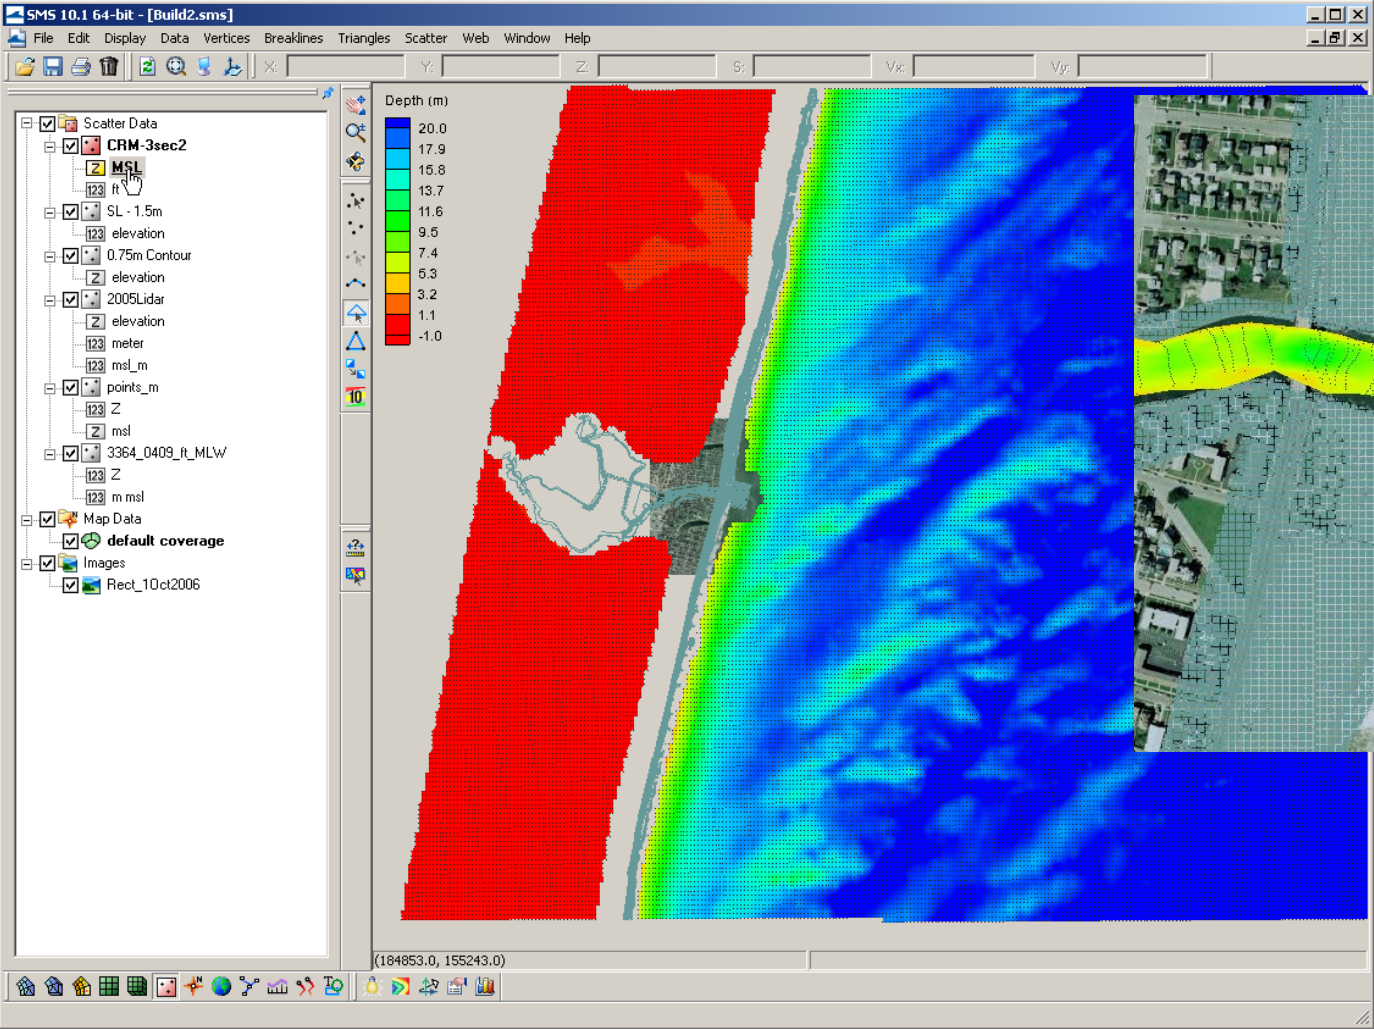 SMS 10.1 64-bit - [Build2.sms]
File Edit Display Data Vertices Breaklines Triangles Scatter Web Window Help
X: Y: Z: S: Vx: Vy:
Scatter Data
CRM-3sec2
MSL
ft
SL - 1.5m
elevation
0.75m Contour
elevation
2005Lidar
elevation
meter
msl_m
points_m
Z
msl
3364_0409_ft_MLW
Z
m msl
Map Data
default coverage
Images
Rect_1Oct2006
Depth (m)
20.0
17.9
15.8
13.7
11.6
9.5
7.4
5.3
3.2
1.1
-1.0
10
(184853.0, 155243.0)